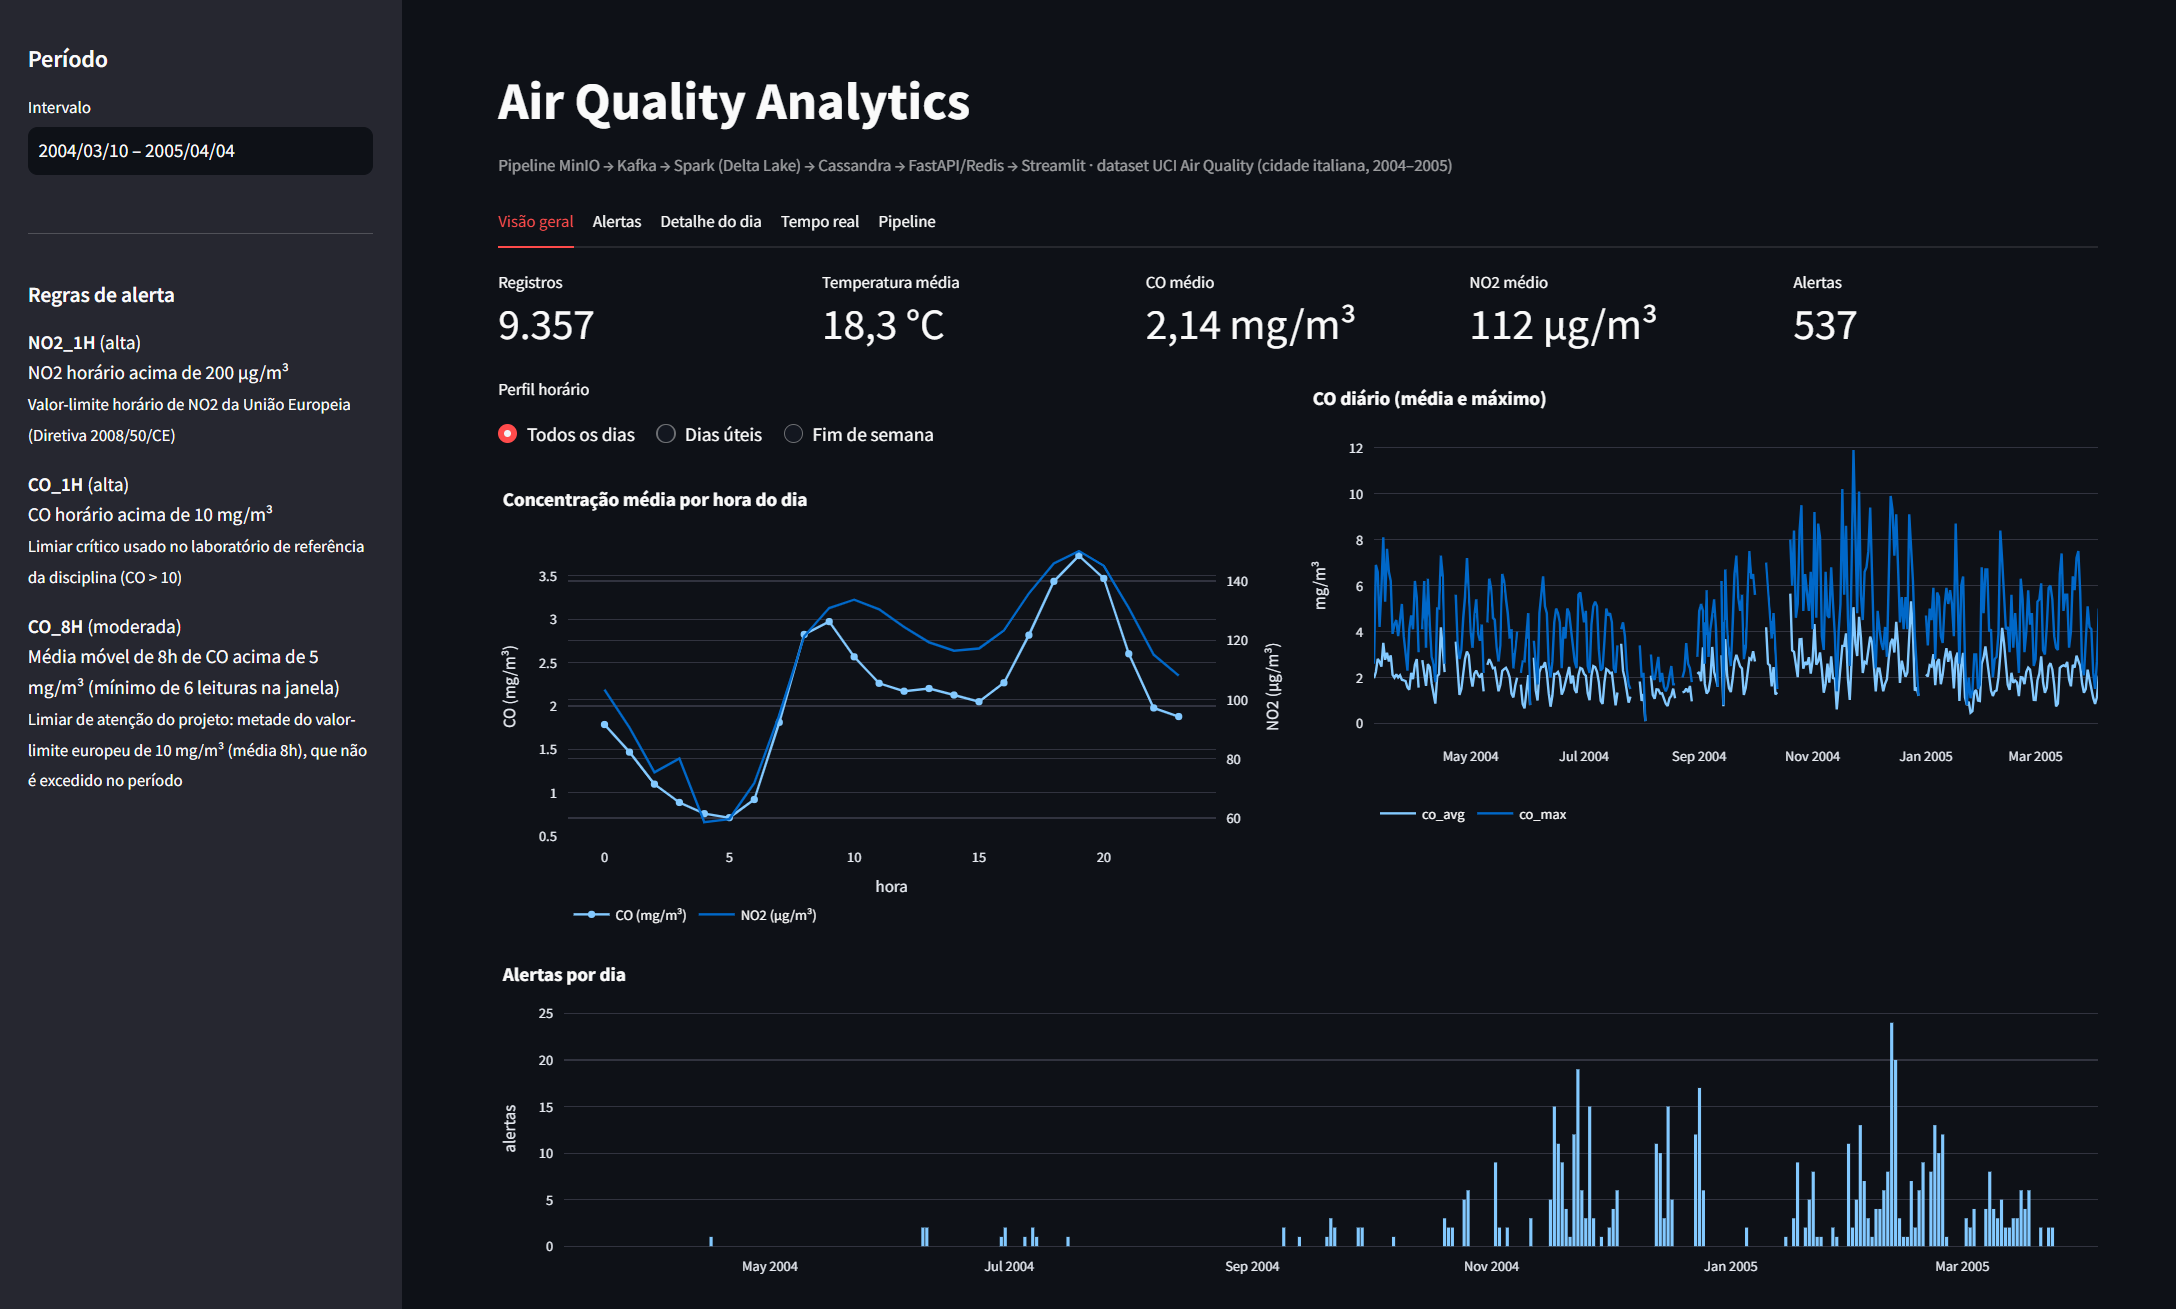 Período
Intervalo
2004/03/10 – 2005/04/04
Regras de alerta
NO2_1H (alta)
NO2 horário acima de 200 µg/m³
Valor-limite horário de NO2 da União Europeia
(Diretiva 2008/50/CE)
CO_1H (alta)
CO horário acima de 10 mg/m³
Limiar crítico usado no laboratório de referência
da disciplina (CO > 10)
CO_8H (moderada)
Média móvel de 8h de CO acima de 5
mg/m³ (mínimo de 6 leituras na janela)
Limiar de atenção do projeto: metade do valor-
limite europeu de 10 mg/m³ (média 8h), que não
é excedido no período
Air Quality Analytics
Pipeline MinIO → Kafka → Spark (Delta Lake) → Cassandra → FastAPI/Redis → Streamlit · dataset UCI Air Quality (cidade italiana, 2004–2005)
Visão geral Alertas Detalhe do dia Tempo real Pipeline
Registros
9.357
Temperatura média
18,3 °C
CO médio
2,14 mg/m³
NO2 médio
112 µg/m³
Alertas
537
Perfil horário
Todos os dias Dias úteis Fim de semana
Concentração média por hora do dia
CO (mg/m³)
3.5
3
2.5
2
1.5
1
0.5
140
120
100
80
60
NO2 (µg/m³)
0 5 10 15 20
hora
CO (mg/m³) NO2 (µg/m³)
CO diário (média e máximo)
mg/m³
12
10
8
6
4
2
0
May 2004 Jul 2004 Sep 2004 Nov 2004 Jan 2005 Mar 2005
co_avg co_max
Alertas por dia
alertas
25
20
15
10
5
0
May 2004 Jul 2004 Sep 2004 Nov 2004 Jan 2005 Mar 2005